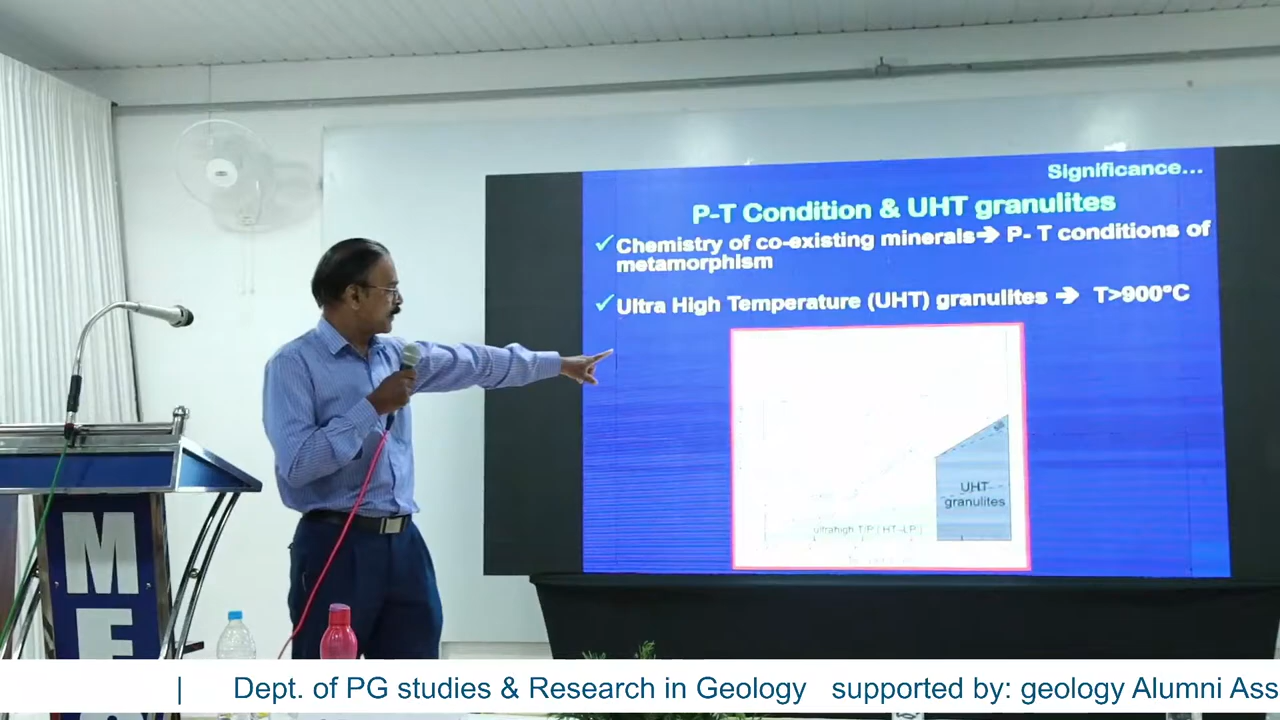 Significance...
P-T Condition & UHT granulites
✓ Chemistry of co-existing minerals➔ P- T conditions of
metamorphism
✓ Ultra High Temperature (UHT) granulites ➔ T>900°C
UHT
granulites
ultrahigh T/P ( HT-LP )
M
E
| Dept. of PG studies & Research in Geology supported by: geology Alumni Ass